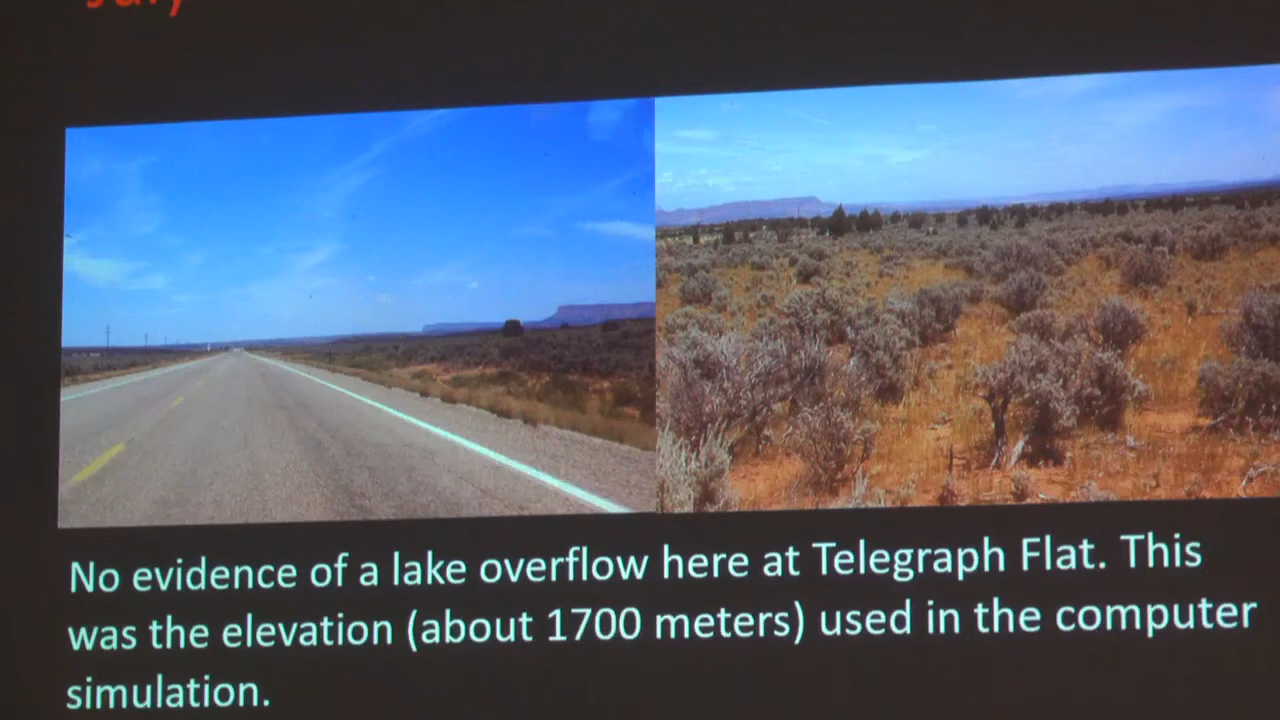 No evidence of a lake overflow here at Telegraph Flat. This
was the elevation (about 1700 meters) used in the computer
simulation.